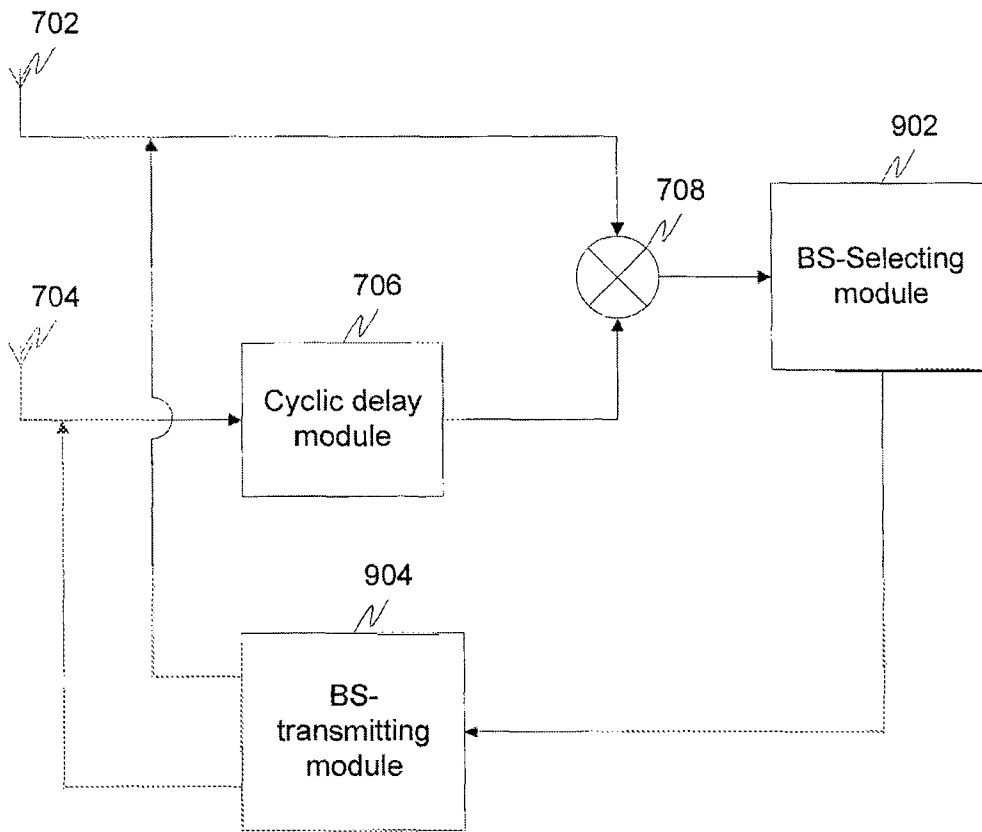 702
902
708
BS-Selecting
module
704
706
Cyclic delay
module
904
BS-
transmitting
module